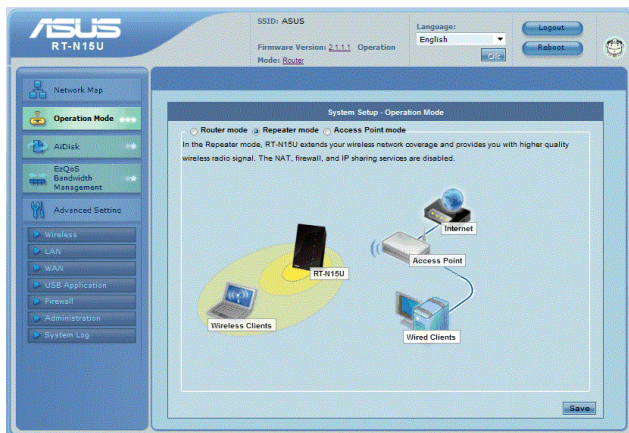 ASUS
RT-N15U
SSID: ASUS
Firmware Version: 2.1.1.1 Operation
Mode: Router
Language:
English
Logout
Reboot
Network Map
Operation Mode
AiDisk
EzQoS
Bandwidth
Management
Advanced Setting
Wireless
LAN
WAN
USB Application
Firewall
Administration
System Log
System Setup - Operation Mode
Router mode Repeater mode Access Point mode
In the Repeater mode, RT-N15U extends your wireless network coverage and provides you with higher quality
wireless radio signal. The NAT, firewall, and IP sharing services are disabled.
Internet
Access Point
RT-N15U
Wireless Clients
Wired Clients
Save